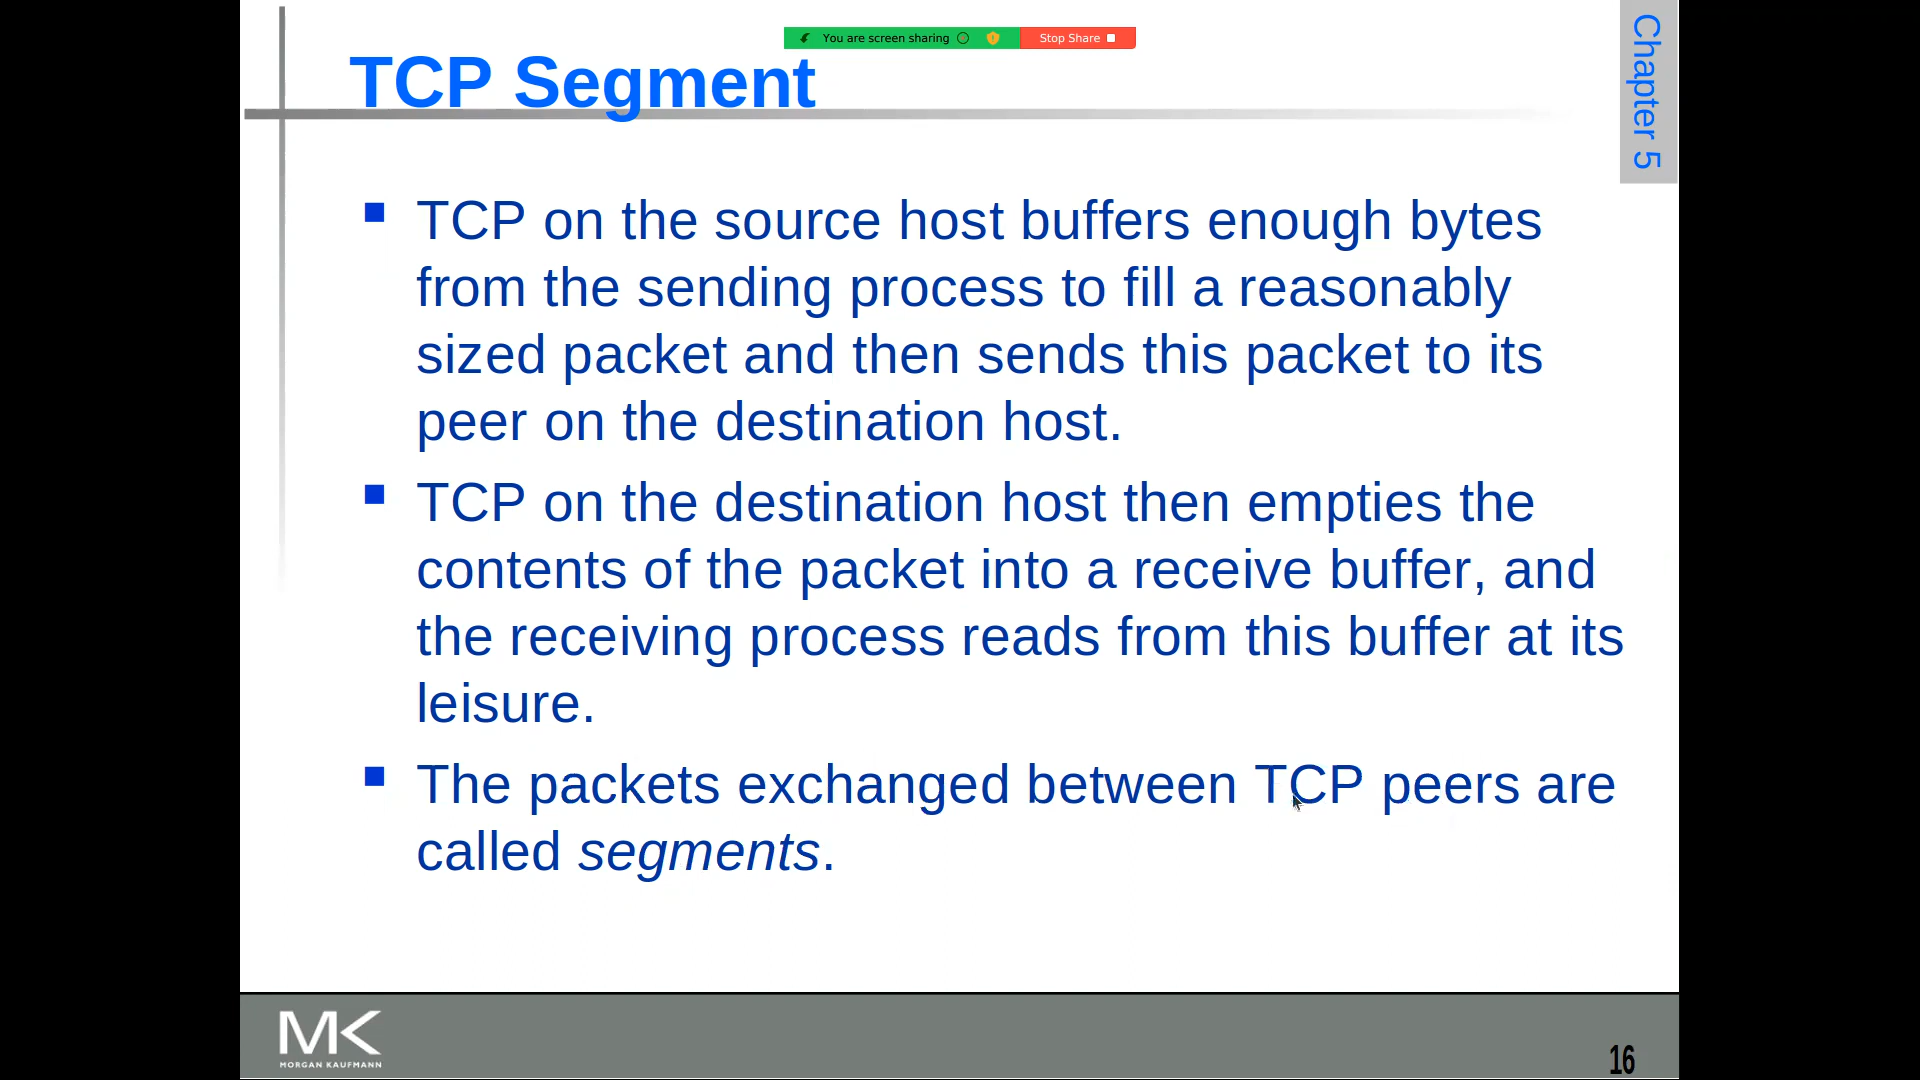 You are screen sharing
Stop Share
Chapter 5
TCP Segment
TCP on the source host buffers enough bytes
from the sending process to fill a reasonably
sized packet and then sends this packet to its
peer on the destination host.
TCP on the destination host then empties the
contents of the packet into a receive buffer, and
the receiving process reads from this buffer at its
leisure.
The packets exchanged between TCP peers are
called segments.
MK
MORGAN KAUFMANN
16